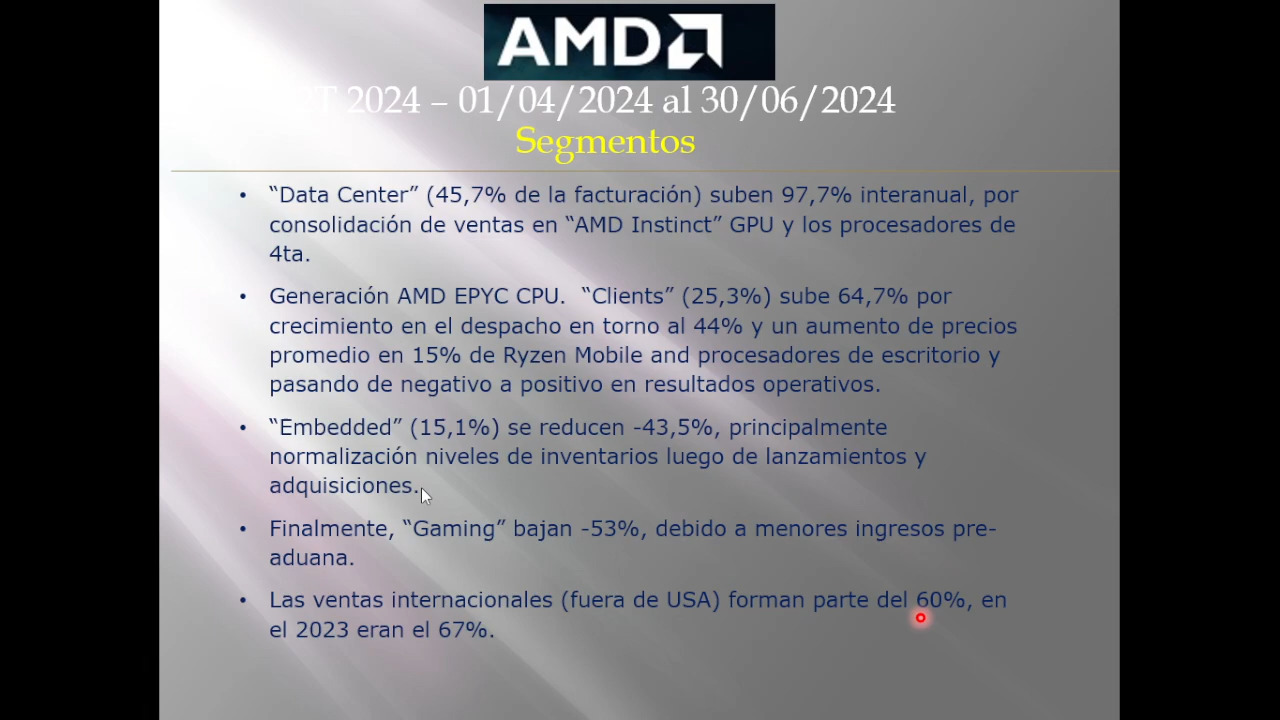 AMD
T 2024 – 01/04/2024 al 30/06/2024
Segmentos
• “Data Center” (45,7% de la facturación) suben 97,7% interanual, por
consolidación de ventas en “AMD Instinct” GPU y los procesadores de
4ta.
• Generación AMD EPYC CPU.  “Clients” (25,3%) sube 64,7% por
crecimiento en el despacho en torno al 44% y un aumento de precios
promedio en 15% de Ryzen Mobile and procesadores de escritorio y
pasando de negativo a positivo en resultados operativos.
• “Embedded” (15,1%) se reducen -43,5%, principalmente
normalización niveles de inventarios luego de lanzamientos y
adquisiciones.
• Finalmente, “Gaming” bajan -53%, debido a menores ingresos pre-
aduana.
• Las ventas internacionales (fuera de USA) forman parte del 60%, en
el 2023 eran el 67%.